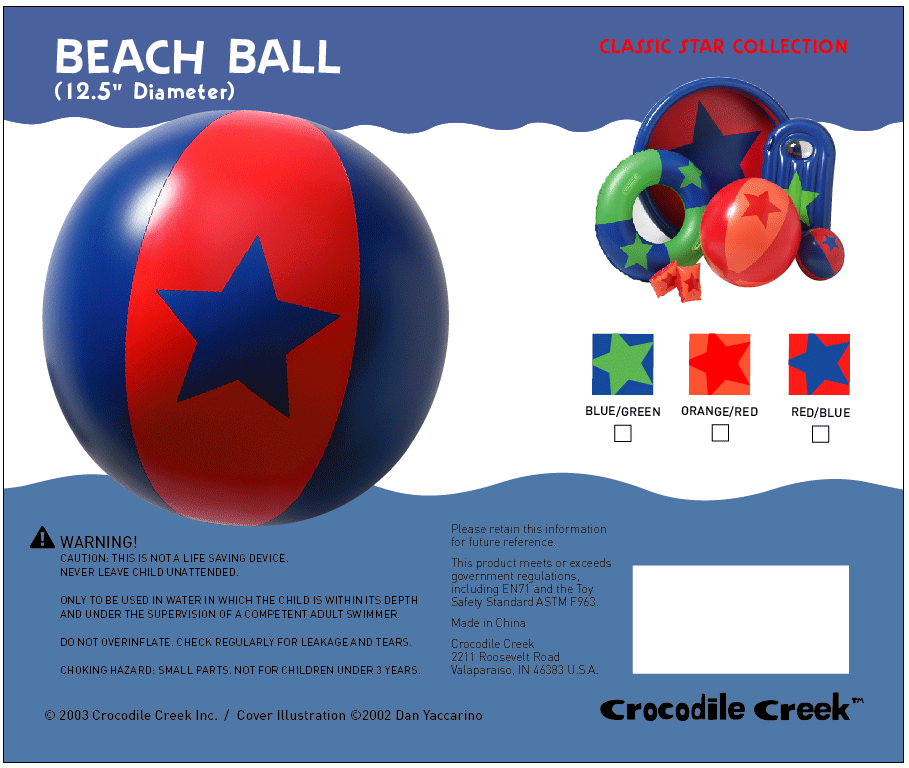 BEACH BALL
(12.5" Diameter)
CLASSIC STAR COLLECTION
BLUE/GREEN
ORANGE/RED
RED/BLUE
WARNING!
CAUTION: THIS IS NOT A LIFE SAVING DEVICE.
NEVER LEAVE CHILD UNATTENDED.
ONLY TO BE USED IN WATER IN WHICH THE CHILD IS WITHIN ITS DEPTH
AND UNDER THE SUPERVISION OF A COMPETENT ADULT SWIMMER.
DO NOT OVERINFLATE. CHECK REGULARLY FOR LEAKAGE AND TEARS.
CHOKING HAZARD: SMALL PARTS. NOT FOR CHILDREN UNDER 3 YEARS.
Please retain this information
for future reference.
This product meets or exceeds
government regulations,
including EN71 and the Toy
Safety Standard ASTM F963.
Made in China
Crocodile Creek
2211 Roosevelt Road
Valaparaiso, IN 46383 U.S.A.
© 2003 Crocodile Creek Inc. / Cover Illustration ©2002 Dan Yaccarino
Crocodile Creek™